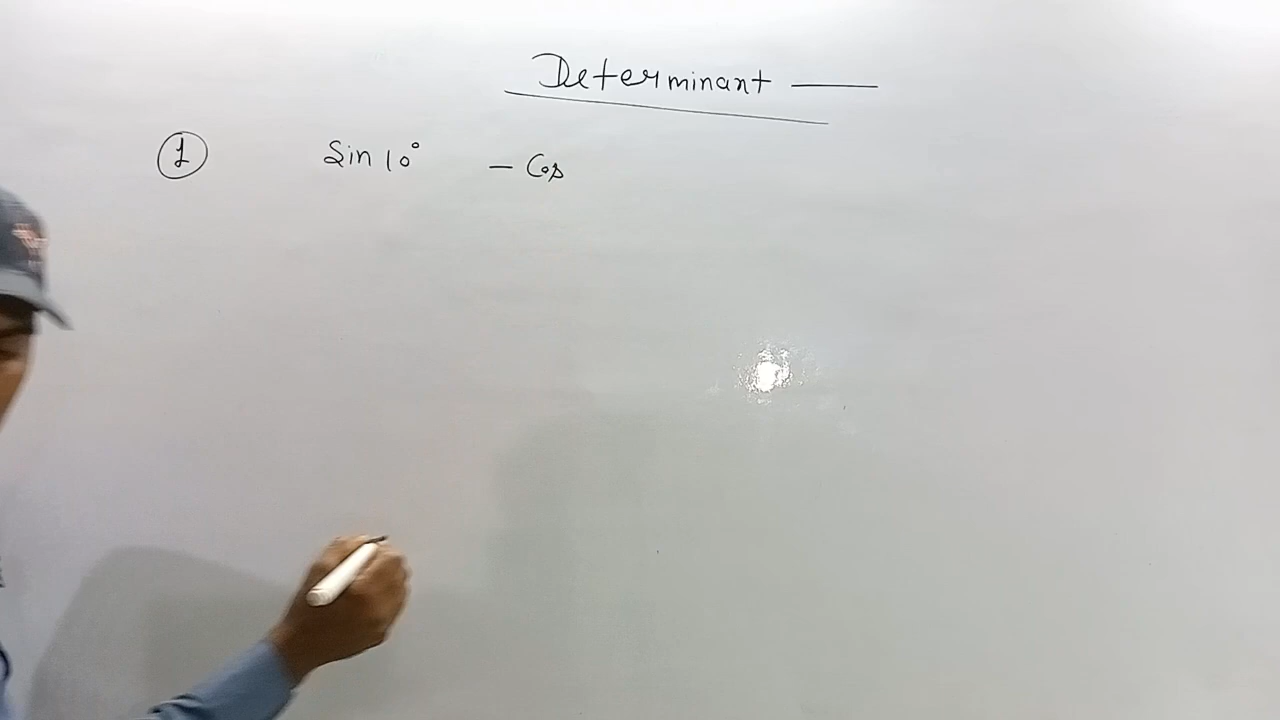 Determinant —
① Sin 10° - Cos